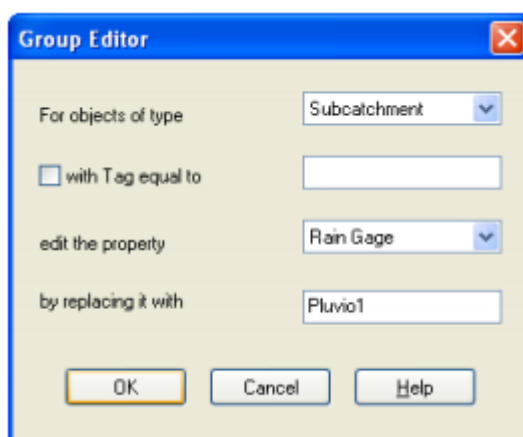 Group Editor
For objects of type Subcatchment
with Tag equal to
edit the property Rain Gage
by replacing it with Pluvio1
OK Cancel Help